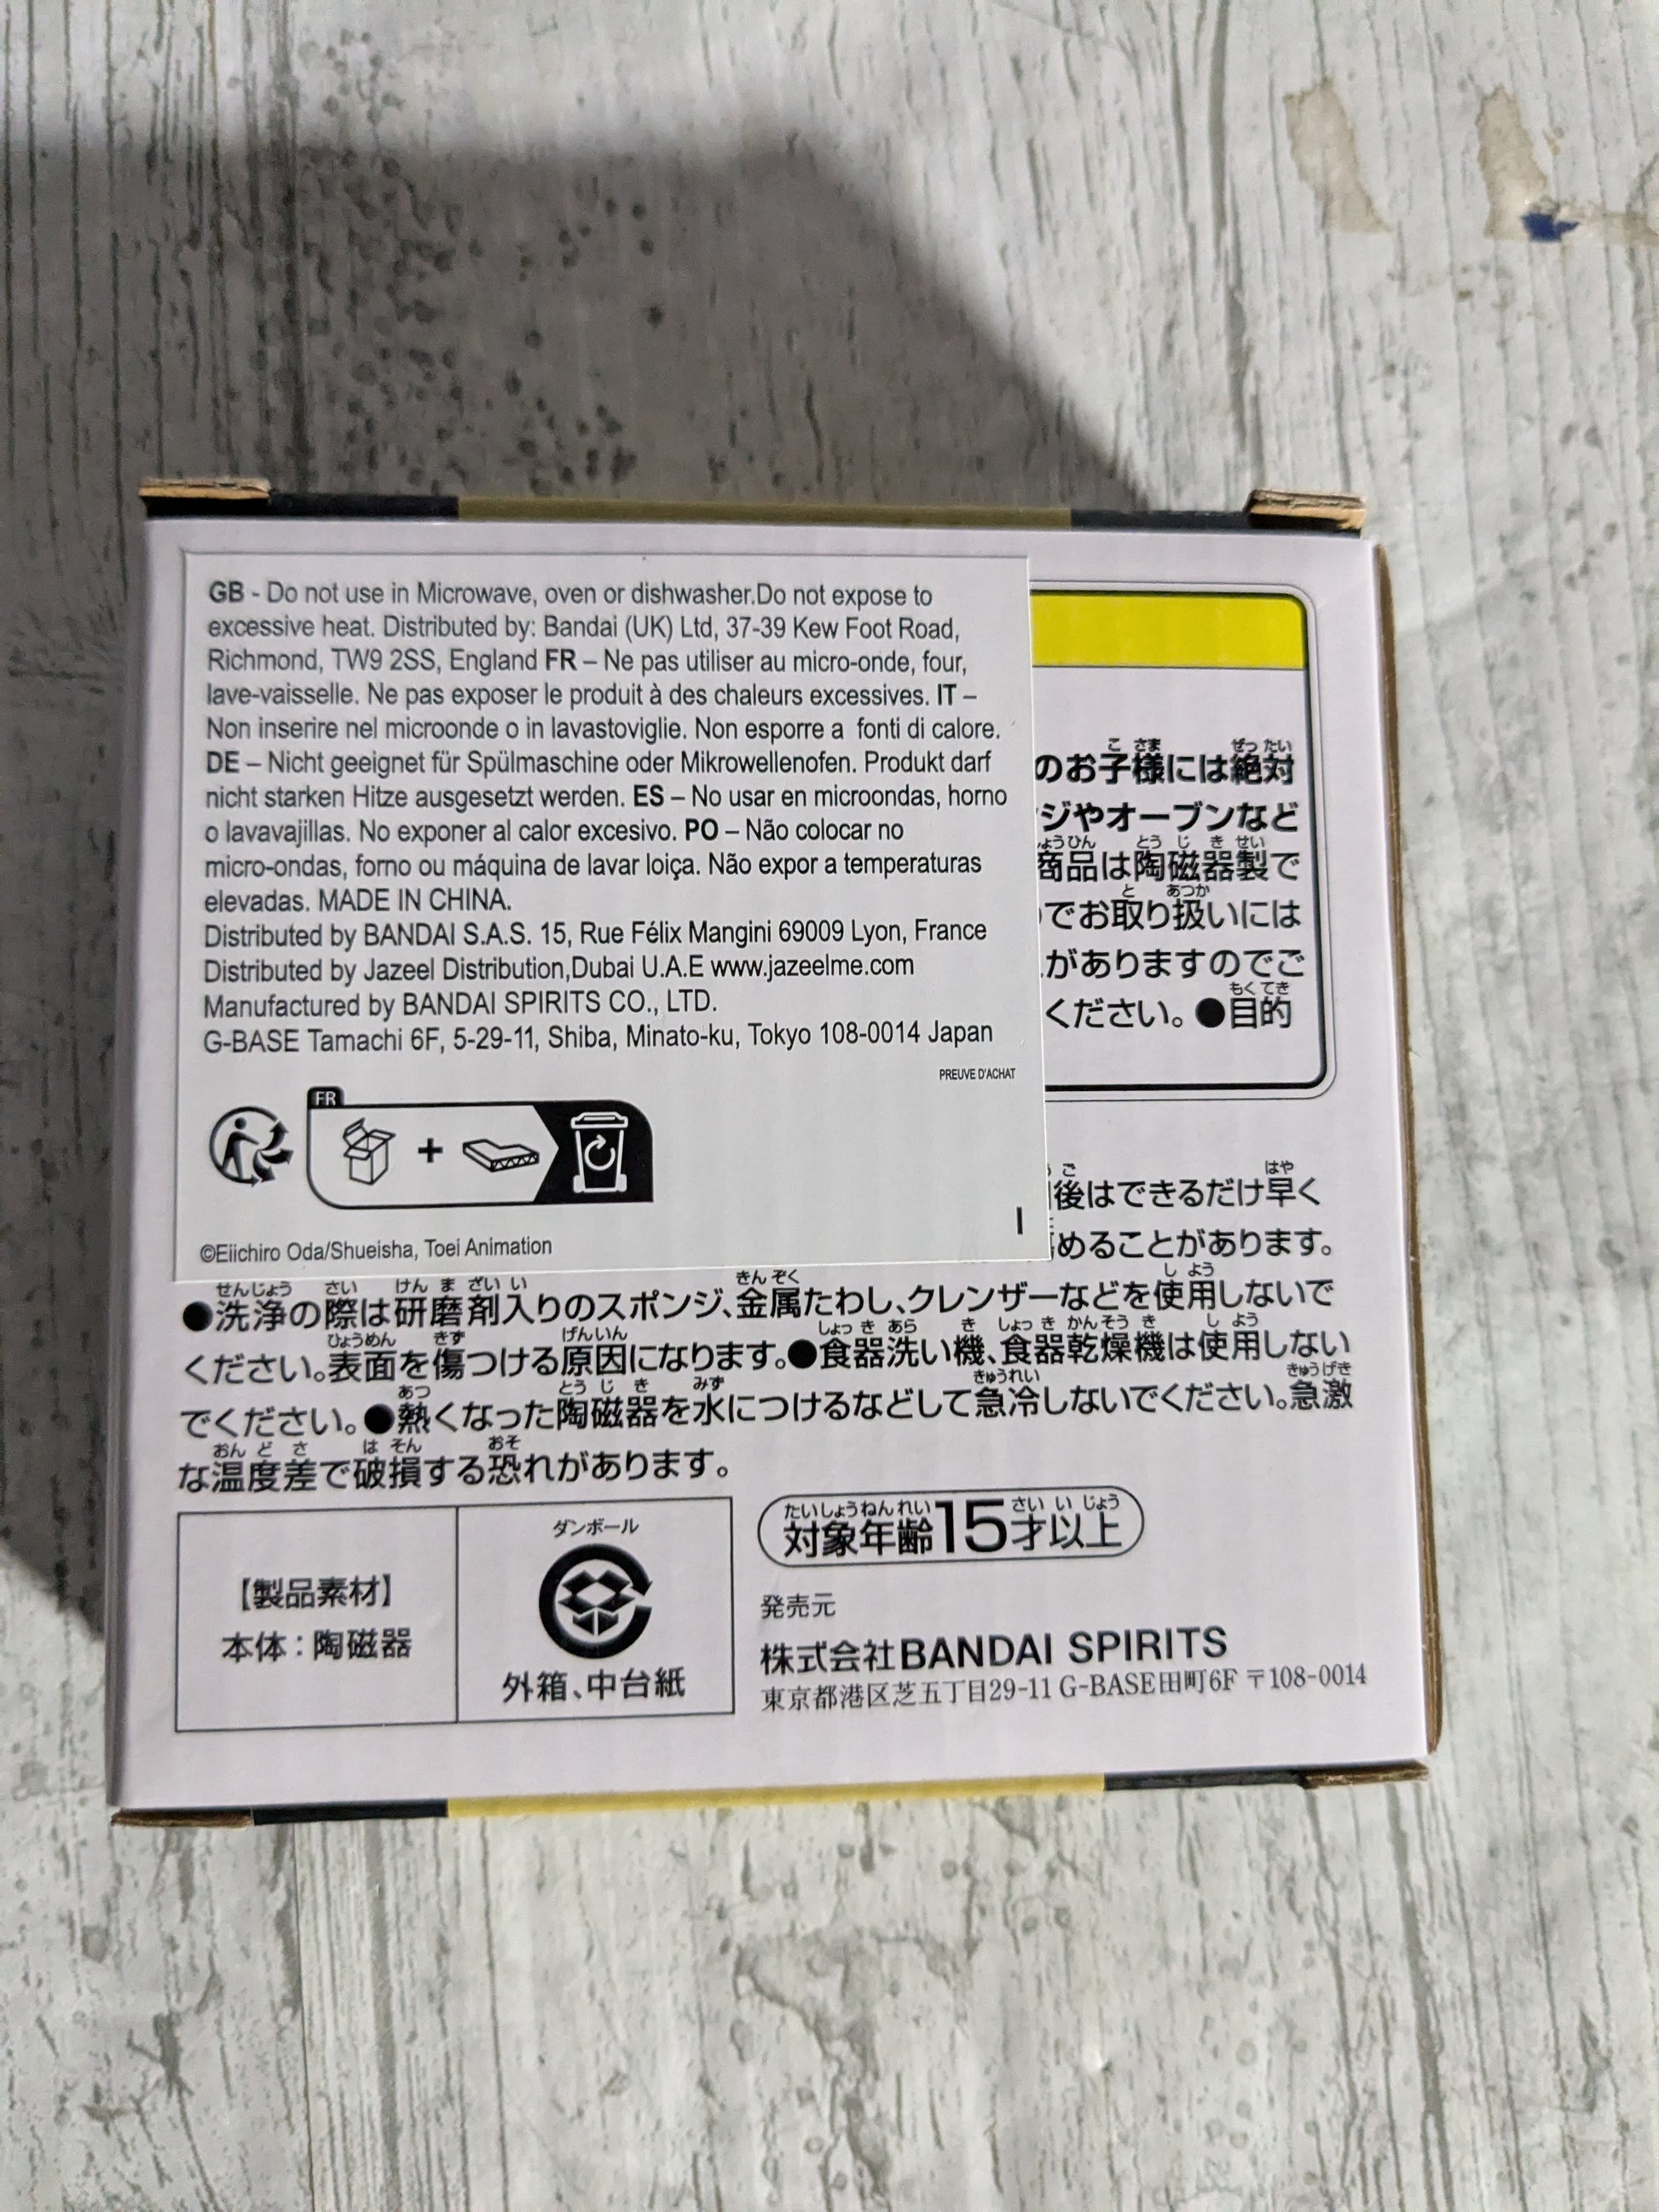 GB - Do not use in Microwave, oven or dishwasher.Do not expose to
excessive heat. Distributed by: Bandai (UK) Ltd, 37-39 Kew Foot Road,
Richmond, TW9 2SS, England FR – Ne pas utiliser au micro-onde, four,
lave-vaisselle. Ne pas exposer le produit à des chaleurs excessives. IT –
Non inserire nel microonde o in lavastoviglie. Non esporre a fonti di calore.
DE – Nicht geeignet für Spülmaschine oder Mikrowellenofen. Produkt darf
nicht starken Hitze ausgesetzt werden. ES – No usar en microondas, horno
o lavavajillas. No exponer al calor excesivo. PO – Não colocar no
micro-ondas, forno ou máquina de lavar loiça. Não expor a temperaturas
elevadas. MADE IN CHINA.
Distributed by BANDAI S.A.S. 15, Rue Félix Mangini 69009 Lyon, France
Distributed by Jazeel Distribution,Dubai U.A.E www.jazeelme.com
Manufactured by BANDAI SPIRITS CO., LTD.
G-BASE Tamachi 6F, 5-29-11, Shiba, Minato-ku, Tokyo 108-0014 Japan
PREUVE D'ACHAT
FR
I
©Eiichiro Oda/Shueisha, Toei Animation
のお子様には絶対
ジやオーブンなど
商品は陶磁器製で
でお取り扱いには
がありますのでご
ください。●目的
後はできるだけ早く
めることがあります。
●洗浄の際は研磨剤入りのスポンジ、金属たわし、クレンザーなどを使用しないで
ください。表面を傷つける原因になります。●食器洗い機、食器乾燥機は使用しない
でください。●熱くなった陶磁器を水につけるなどして急冷しないでください。急激
な温度差で破損する恐れがあります。
【製品素材】
本体：陶磁器
ダンボール
外箱、中台紙
対象年齢15才以上
発売元
株式会社BANDAI SPIRITS
東京都港区芝五丁目29-11 G-BASE田町6F 〒108-0014